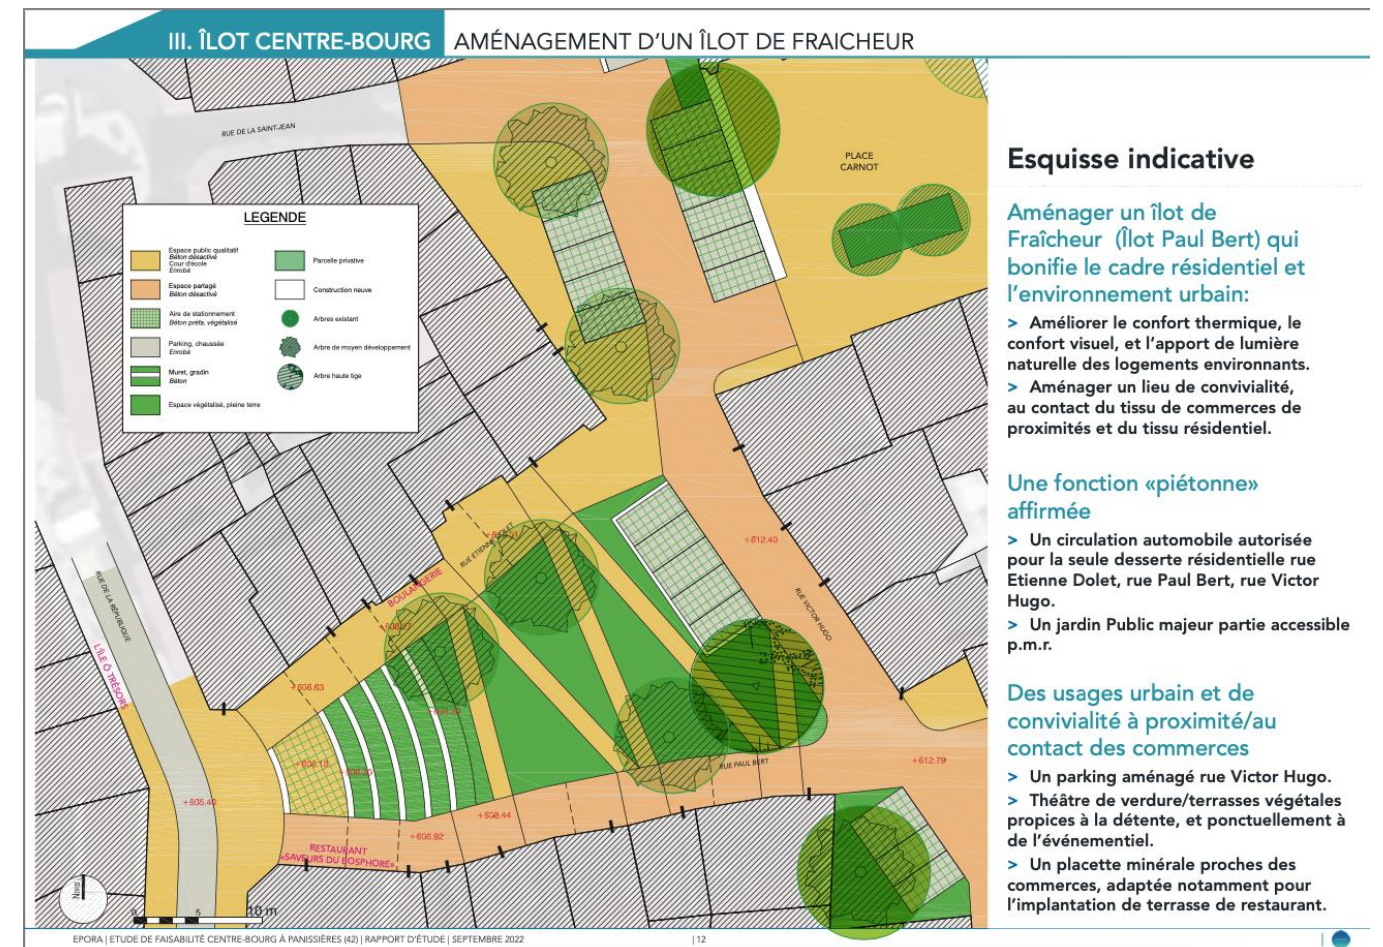 III. ÎLOT CENTRE-BOURG
AMÉNAGEMENT D'UN ÎLOT DE FRAICHEUR
RUE DE LA SAINT-JEAN
PLACE
CARNOT
LEGENDE
Espace public qualitatif
Béton désactivé
Cour d'école
Enrobé
Espace partagé
Béton désactivé
Aire de stationnement
Béton préfa. végétalisé
Parking, chaussée
Enrobé
Muret, gradin
Béton
Espace végétalisé, pleine terre
Parcelle privative
Construction neuve
Arbres existant
Arbre de moyen développement
Arbre haute tige
RUE ETIENNE DOLET
BOULANGERIE
+612.40
RUE VICTOR HUGO
RUE DE LA RÉPUBLIQUE
L'ÎLE Ô TRÉSORS
+606.63
+605.40
RUE PAUL BERT
+612.79
+608.44
+606.92
RESTAURANT
«SAVEURS DU BOSPHORE»
NORD
0 5 10 m
Esquisse indicative
Aménager un îlot de
Fraîcheur (Îlot Paul Bert) qui
bonifie le cadre résidentiel et
l'environnement urbain:
> Améliorer le confort thermique, le
confort visuel, et l'apport de lumière
naturelle des logements environnants.
> Aménager un lieu de convivialité,
au contact du tissu de commerces de
proximités et du tissu résidentiel.
Une fonction «piétonne»
affirmée
> Un circulation automobile autorisée
pour la seule desserte résidentielle rue
Etienne Dolet, rue Paul Bert, rue Victor
Hugo.
> Un jardin Public majeur partie accessible
p.m.r.
Des usages urbain et de
convivialité à proximité/au
contact des commerces
> Un parking aménagé rue Victor Hugo.
> Théâtre de verdure/terrasses végétales
propices à la détente, et ponctuellement à
de l'événementiel.
> Un placette minérale proches des
commerces, adaptée notamment pour
l'implantation de terrasse de restaurant.
EPORA | ETUDE DE FAISABILITÉ CENTRE-BOURG À PANISSIÈRES (42) | RAPPORT D'ÉTUDE | SEPTEMBRE 2022
| 12